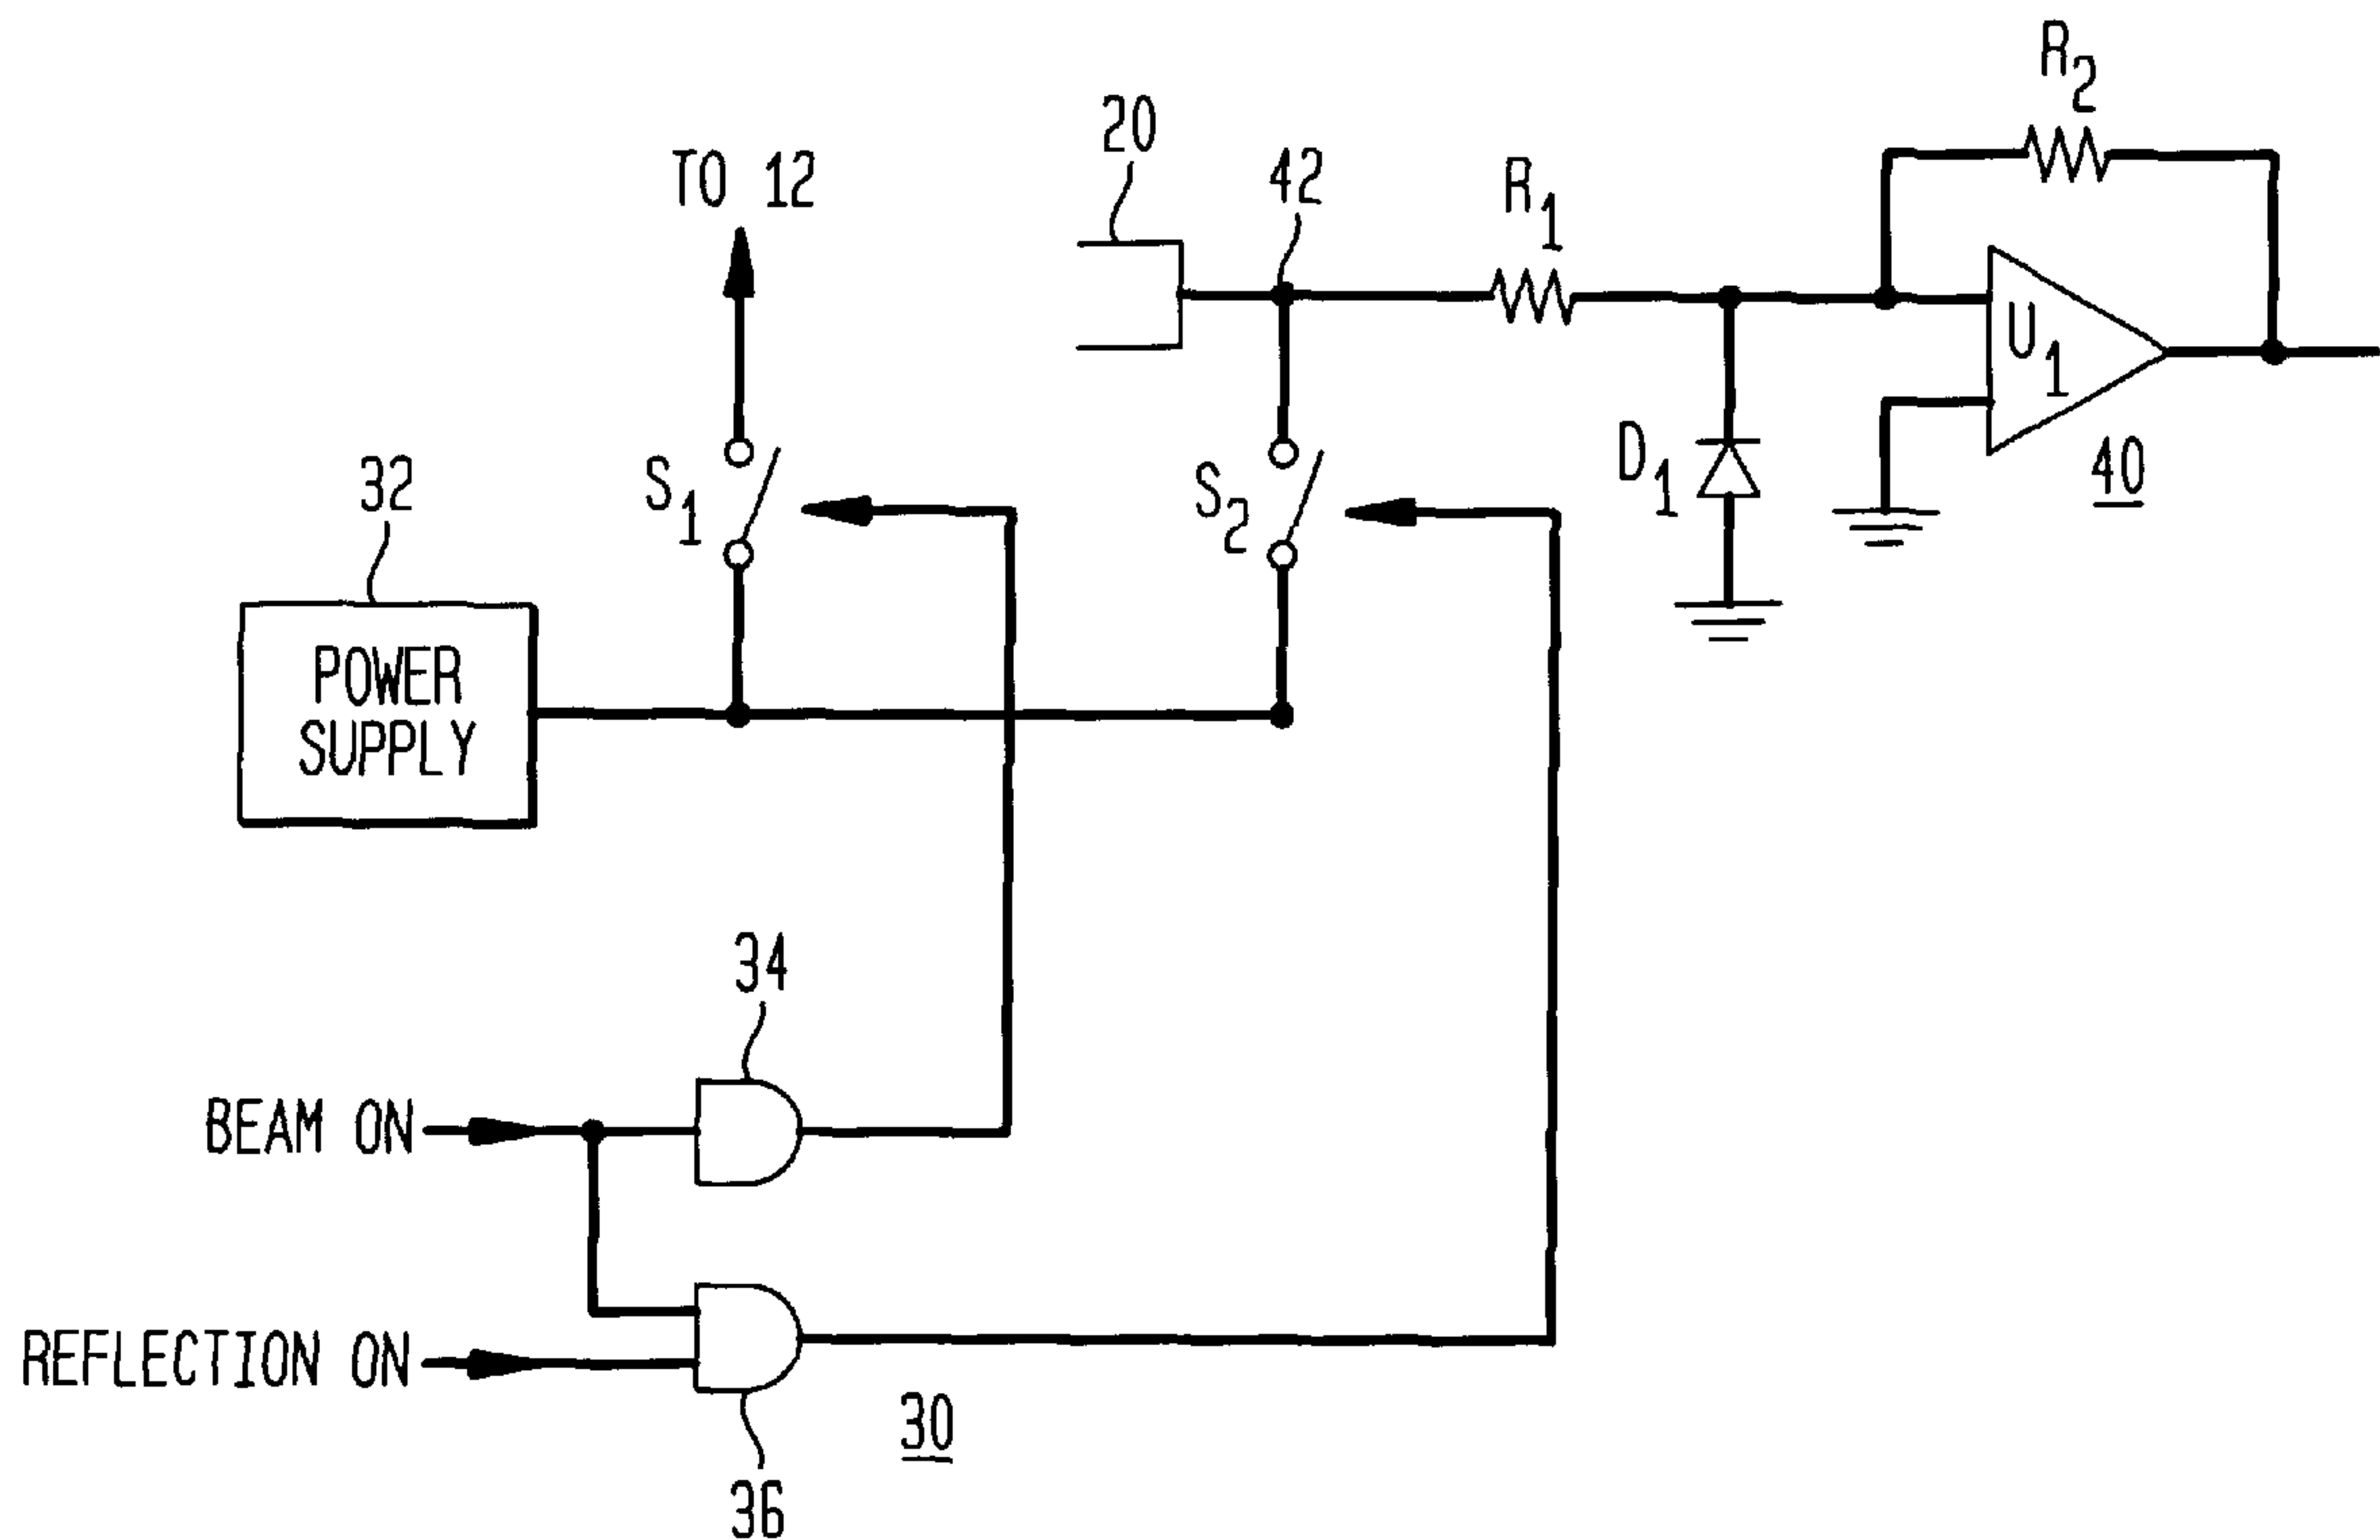 R2
20
TO 12
42
R1
U1
S1
S2
D1
40
32
POWER
SUPPLY
34
BEAM ON
REFLECTION ON
30
36